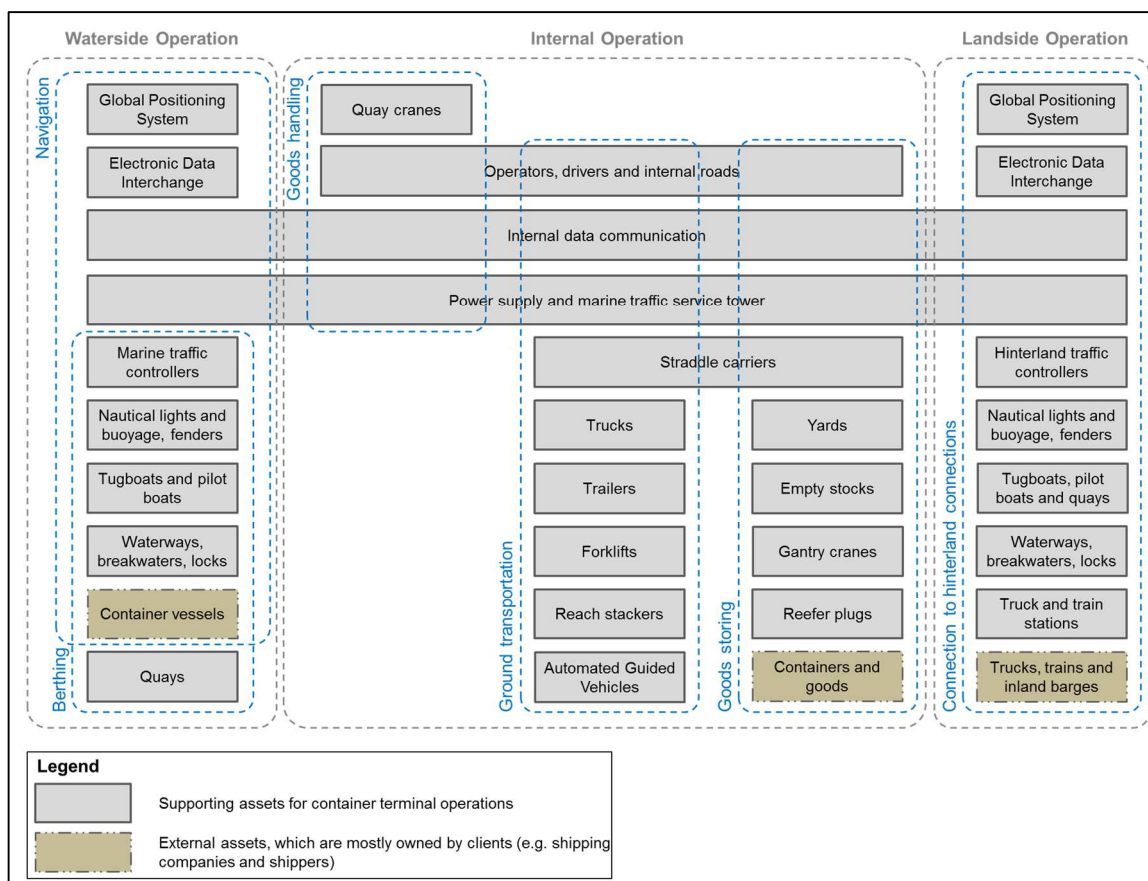 Waterside Operation
Internal Operation
Landside Operation
Navigation
Global Positioning
System
Goods handling
Quay cranes
Global Positioning
System
Electronic Data
Interchange
Operators, drivers and internal roads
Electronic Data
Interchange
Internal data communication
Power supply and marine traffic service tower
Marine traffic
controllers
Straddle carriers
Hinterland traffic
controllers
Nautical lights and
buoyage, fenders
Trucks
Yards
Nautical lights and
buoyage, fenders
Tugboats and pilot
boats
Trailers
Empty stocks
Tugboats, pilot
boats and quays
Waterways,
breakwaters, locks
Forklifts
Gantry cranes
Waterways,
breakwaters, locks
Container vessels
Reach stackers
Reefer plugs
Truck and train
stations
Berthing
Quays
Ground transportation
Automated Guided
Vehicles
Goods storing
Containers and
goods
Connection to hinterland connections
Trucks, trains and
inland barges
Legend
Supporting assets for container terminal operations
External assets, which are mostly owned by clients (e.g. shipping
companies and shippers)